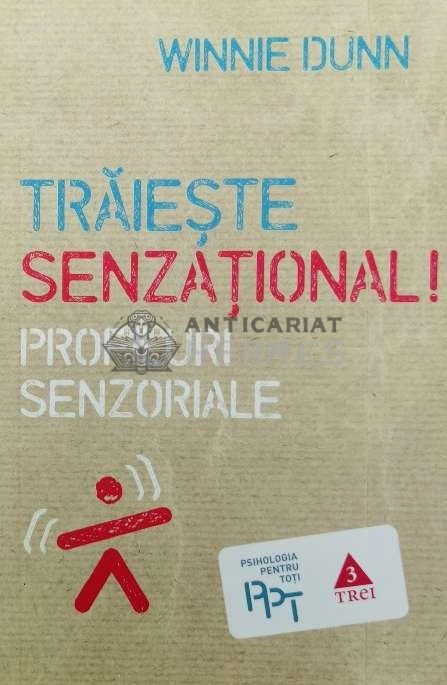 WINNIE DUNN
TRĂIEȘTE
SENZAȚIONAL!
ANTICARIAT
SENZORIALE
PSIHOLOGIA
PENTRU
TOȚI
PPT
3
TREI